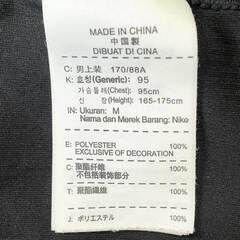 MADE IN CHINA
中国製
DIBUAT DI CINA
C: 男上装 170/88A
K: 호칭(Generic): 95
가슴둘레(Chest): 95cm
신 장(Height): 165-175cm
IN: Ukuran: M
Nama dan Merek Barang: Nike
E: POLYESTER 100%
EXCLUSIVE OF DECORATION
C: 聚酯纤维 100%
不包括装饰部分
T: 聚酯纖維 100%
J: ポリエステル 100%